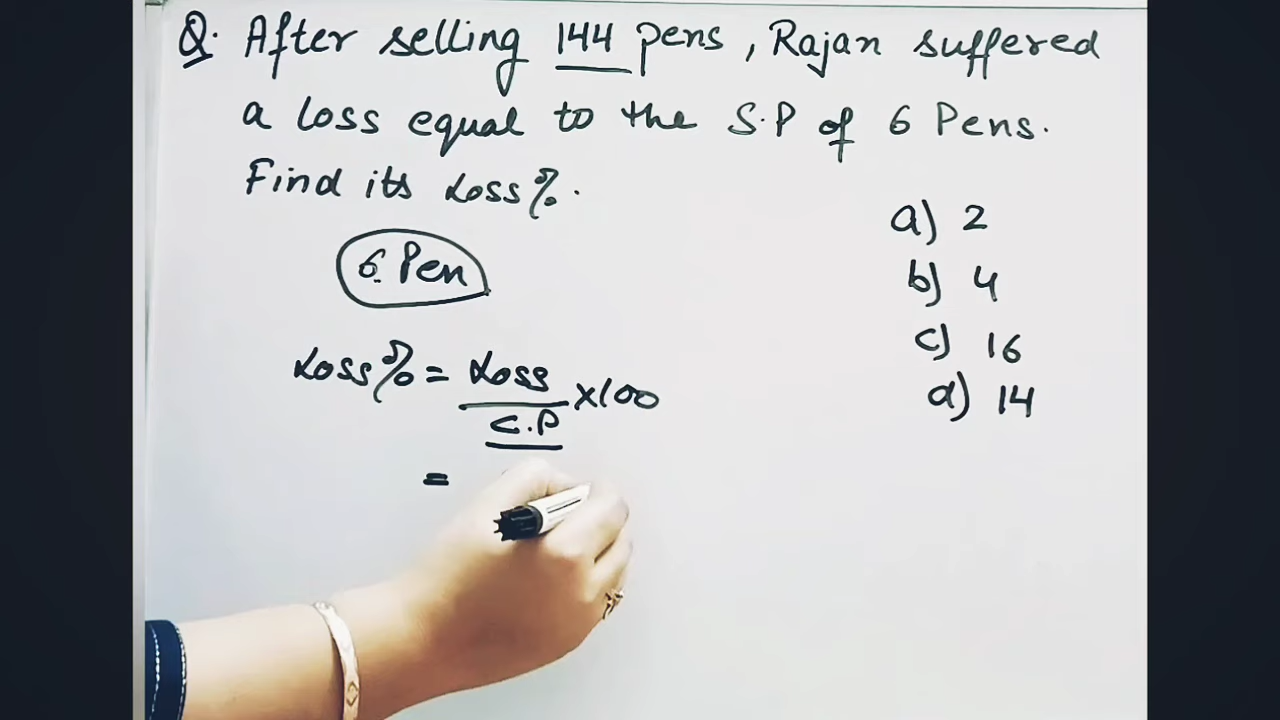 Q. After selling 144 pens, Rajan suffered
a loss equal to the S.P of 6 Pens.
Find its Loss%.
a) 2
b) 4
c) 16
d) 14
6 Pen
Loss% = Loss
C.P
×100
=